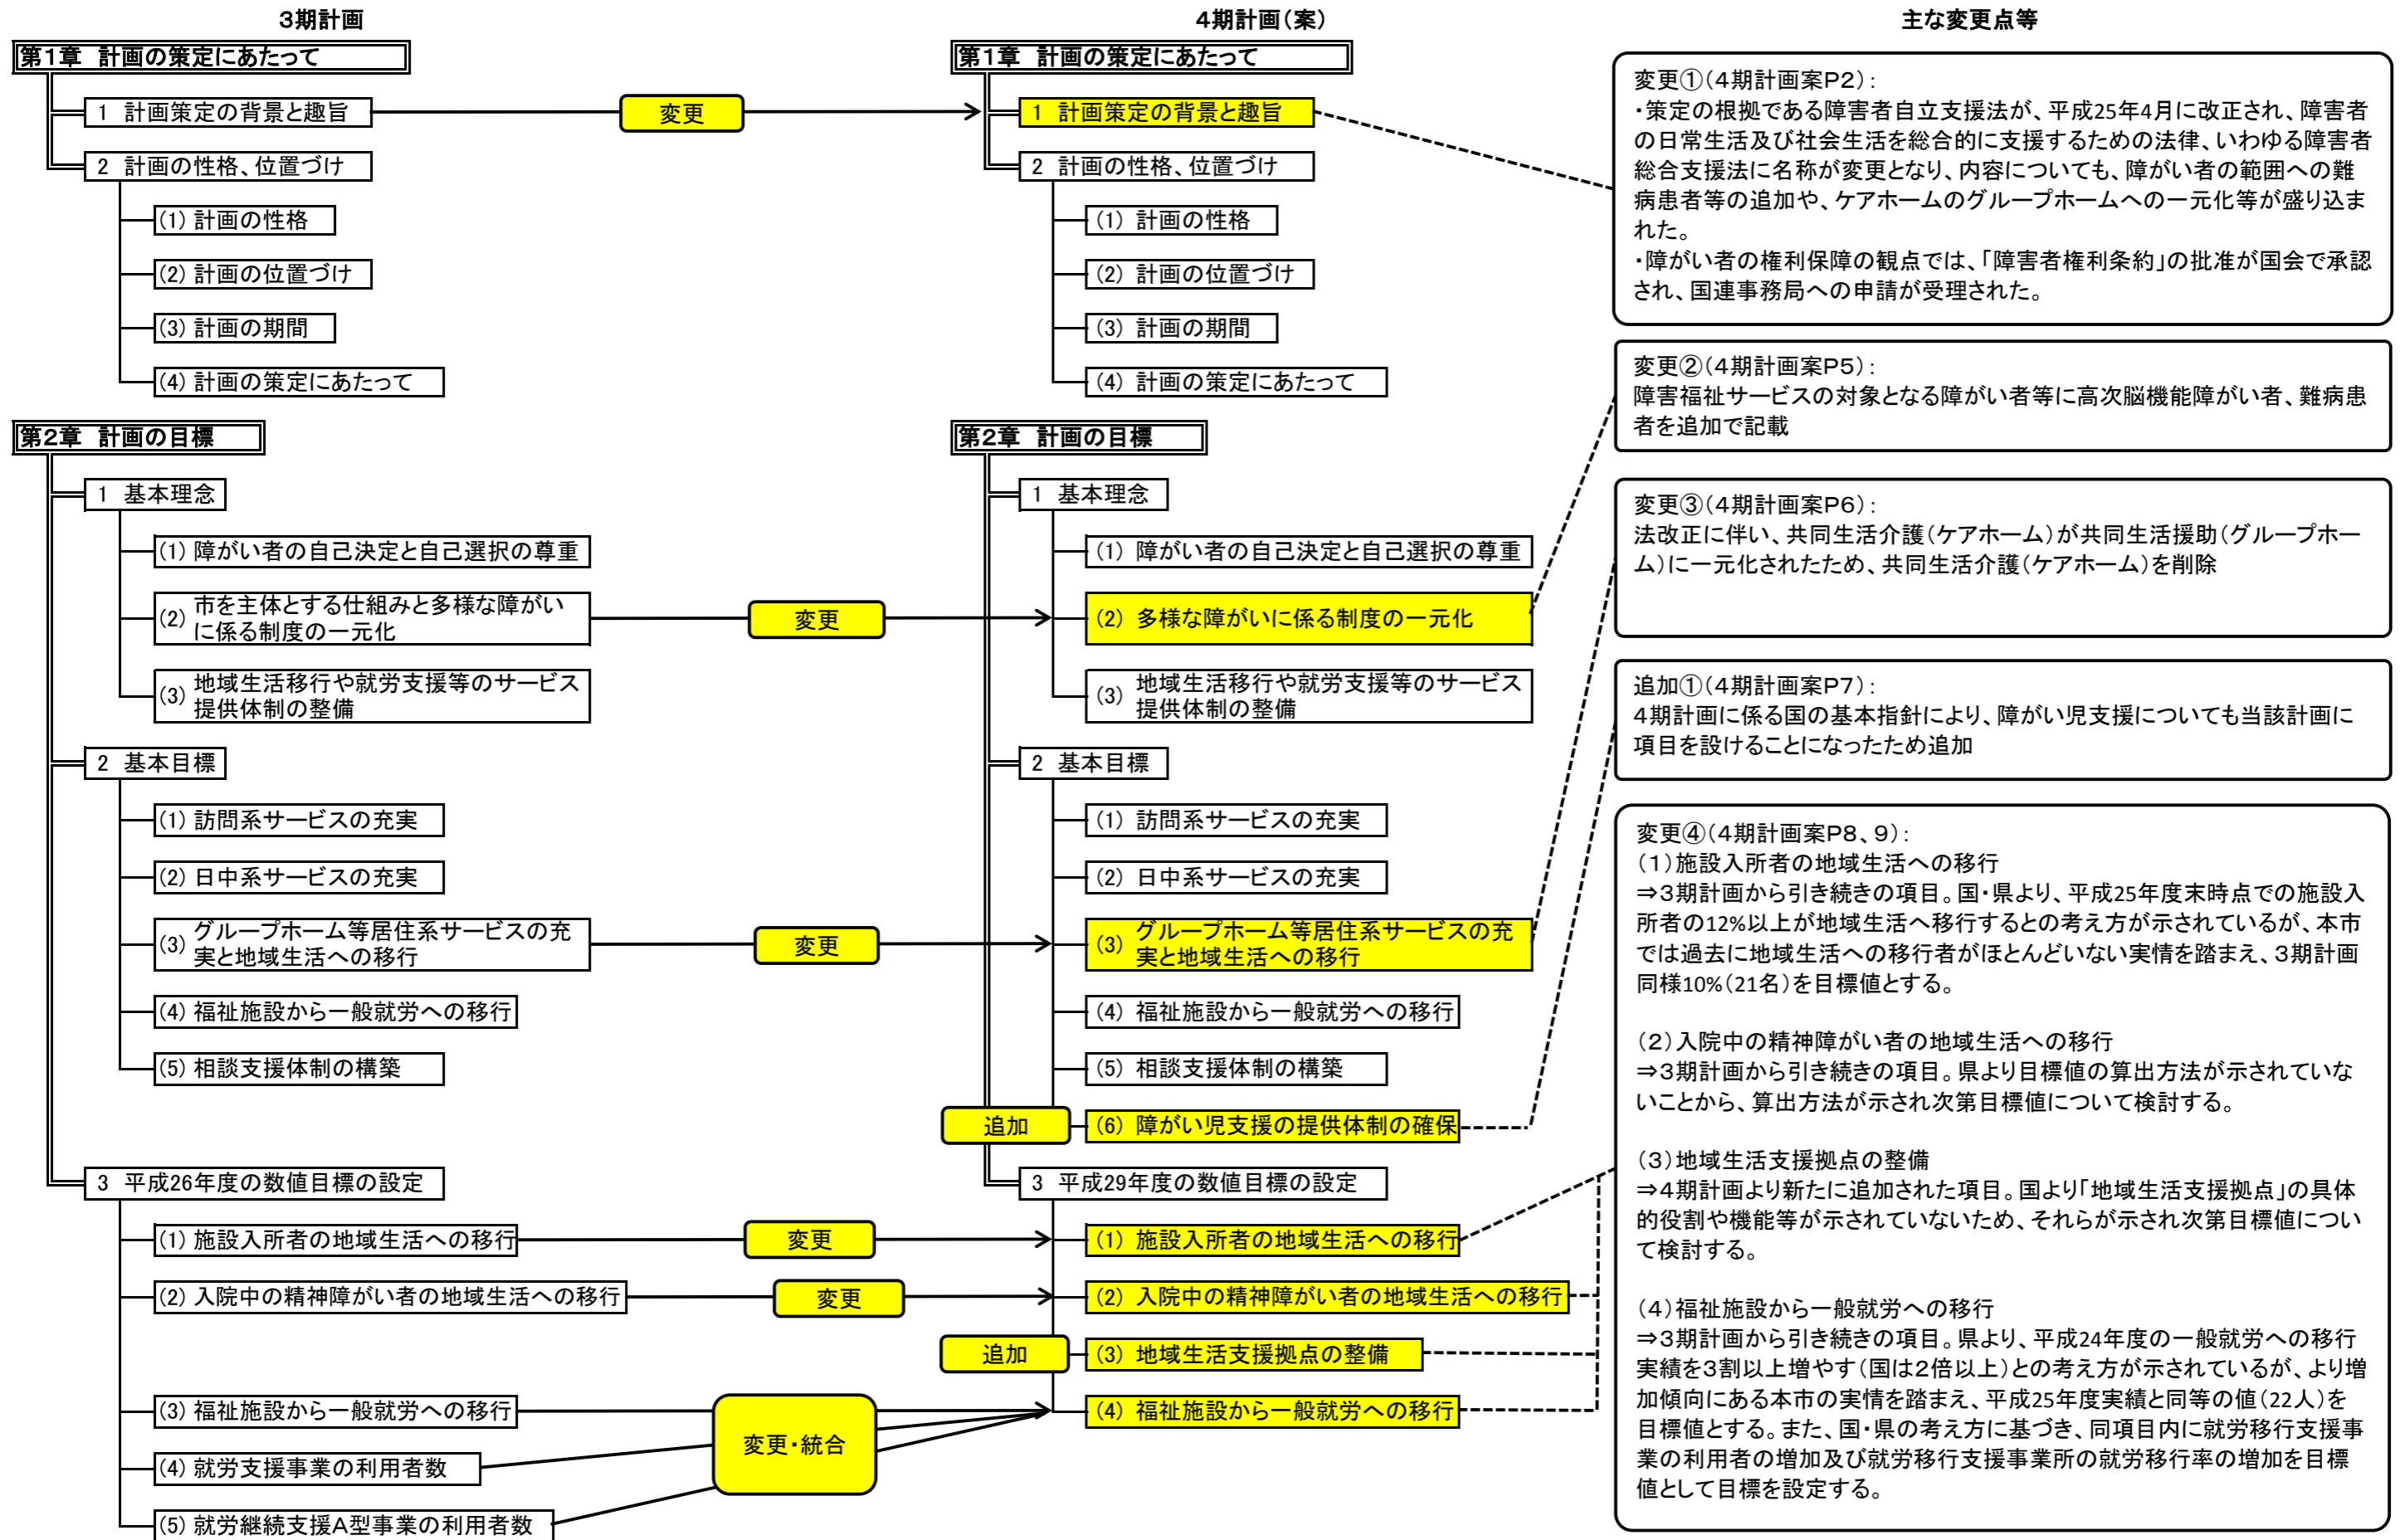 3期計画
4期計画(案)
主な変更点等
第1章 計画の策定にあたって
1 計画策定の背景と趣旨
2 計画の性格、位置づけ
(1) 計画の性格
(2) 計画の位置づけ
(3) 計画の期間
(4) 計画の策定にあたって
第2章 計画の目標
1 基本理念
(1) 障がい者の自己決定と自己選択の尊重
(2) 市を主体とする仕組みと多様な障がい
に係る制度の一元化
(3) 地域生活移行や就労支援等のサービス
提供体制の整備
2 基本目標
(1) 訪問系サービスの充実
(2) 日中系サービスの充実
(3) グループホーム等居住系サービスの充
実と地域生活への移行
(4) 福祉施設から一般就労への移行
(5) 相談支援体制の構築
3 平成26年度の数値目標の設定
(1) 施設入所者の地域生活への移行
(2) 入院中の精神障がい者の地域生活への移行
(3) 福祉施設から一般就労への移行
(4) 就労支援事業の利用者数
(5) 就労継続支援A型事業の利用者数
変更
変更
変更
変更
変更
変更・統合
第1章 計画の策定にあたって
1 計画策定の背景と趣旨
2 計画の性格、位置づけ
(1) 計画の性格
(2) 計画の位置づけ
(3) 計画の期間
(4) 計画の策定にあたって
第2章 計画の目標
1 基本理念
(1) 障がい者の自己決定と自己選択の尊重
(2) 多様な障がいに係る制度の一元化
(3) 地域生活移行や就労支援等のサービス
提供体制の整備
2 基本目標
(1) 訪問系サービスの充実
(2) 日中系サービスの充実
(3) グループホーム等居住系サービスの充
実と地域生活への移行
(4) 福祉施設から一般就労への移行
(5) 相談支援体制の構築
追加
(6) 障がい児支援の提供体制の確保
3 平成29年度の数値目標の設定
(1) 施設入所者の地域生活への移行
(2) 入院中の精神障がい者の地域生活への移行
追加
(3) 地域生活支援拠点の整備
(4) 福祉施設から一般就労への移行
変更①(4期計画案P2):
・策定の根拠である障害者自立支援法が、平成25年4月に改正され、障害者
の日常生活及び社会生活を総合的に支援するための法律、いわゆる障害者
総合支援法に名称が変更となり、内容についても、障がい者の範囲への難
病患者等の追加や、ケアホームのグループホームへの一元化等が盛り込ま
れた。
・障がい者の権利保障の観点では、「障害者権利条約」の批准が国会で承認
され、国連事務局への申請が受理された。
変更②(4期計画案P5):
障害福祉サービスの対象となる障がい者等に高次脳機能障がい者、難病患
者を追加で記載
変更③(4期計画案P6):
法改正に伴い、共同生活介護(ケアホーム)が共同生活援助(グループホー
ム)に一元化されたため、共同生活介護(ケアホーム)を削除
追加①(4期計画案P7):
4期計画に係る国の基本指針により、障がい児支援についても当該計画に
項目を設けることになったため追加
変更④(4期計画案P8、9):
(1)施設入所者の地域生活への移行
⇒3期計画から引き続きの項目。国・県より、平成25年度末時点での施設入
所者の12%以上が地域生活へ移行するとの考え方が示されているが、本市
では過去に地域生活への移行者がほとんどいない実情を踏まえ、3期計画
同様10%(21名)を目標値とする。
(2)入院中の精神障がい者の地域生活への移行
⇒3期計画から引き続きの項目。県より目標値の算出方法が示されていな
いことから、算出方法が示され次第目標値について検討する。
(3)地域生活支援拠点の整備
⇒4期計画より新たに追加された項目。国より「地域生活支援拠点」の具体
的役割や機能等が示されていないため、それらが示され次第目標値につい
て検討する。
(4)福祉施設から一般就労への移行
⇒3期計画から引き続きの項目。県より、平成24年度の一般就労への移行
実績を3割以上増やす(国は2倍以上)との考え方が示されているが、より増
加傾向にある本市の実情を踏まえ、平成25年度実績と同等の値(22人)を
目標値とする。また、国・県の考え方に基づき、同項目内に就労移行支援事
業の利用者の増加及び就労移行支援事業所の就労移行率の増加を目標
値として目標を設定する。